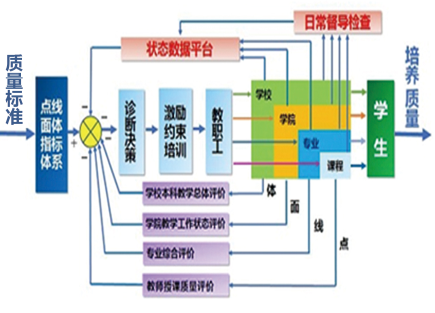 日常督导检查
状态数据平台
质量标准
点线
面体
指标
体系
诊断
决策
激励
约束
培训
教职工
学校
学院
专业
课程
学生
培养质量
学校本科教学总体评价
学院教学工作状态评价
专业综合评价
教师授课质量评价
体
面
线
点